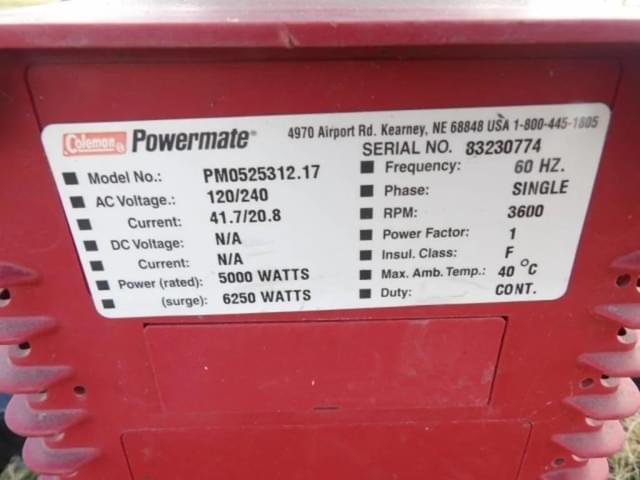 Coleman Powermate® 4970 Airport Rd. Kearney, NE 68848 USA 1-800-445-1805
SERIAL NO. 83230774
Model No.: PM0525312.17
AC Voltage.: 120/240
Current: 41.7/20.8
DC Voltage: N/A
Current: N/A
Power (rated): 5000 WATTS
(surge): 6250 WATTS
Frequency: 60 HZ.
Phase: SINGLE
RPM: 3600
Power Factor: 1
Insul. Class: F
Max. Amb. Temp.: 40 °C
Duty: CONT.